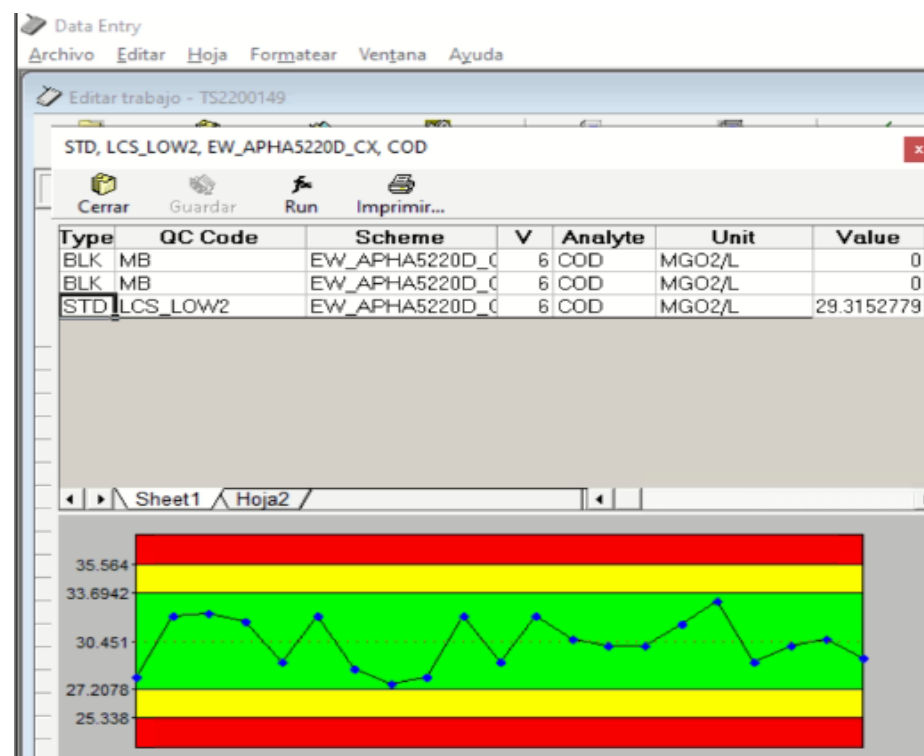 Data Entry
Archivo Editar Hoja Formatear Ventana Ayuda
Editar trabajo - TS2200149
STD, LCS_LOW2, EW_APHA5220D_CX, COD
x
Cerrar Guardar Run Imprimir...
Type QC Code Scheme V Analyte Unit Value
BLK MB EW_APHA5220D_C 6 COD MGO2/L 0
BLK MB EW_APHA5220D_C 6 COD MGO2/L 0
STD LCS_LOW2 EW_APHA5220D_C 6 COD MGO2/L 29.3152779
Sheet1 Hoja2
35.564
33.6942
30.451
27.2078
25.338